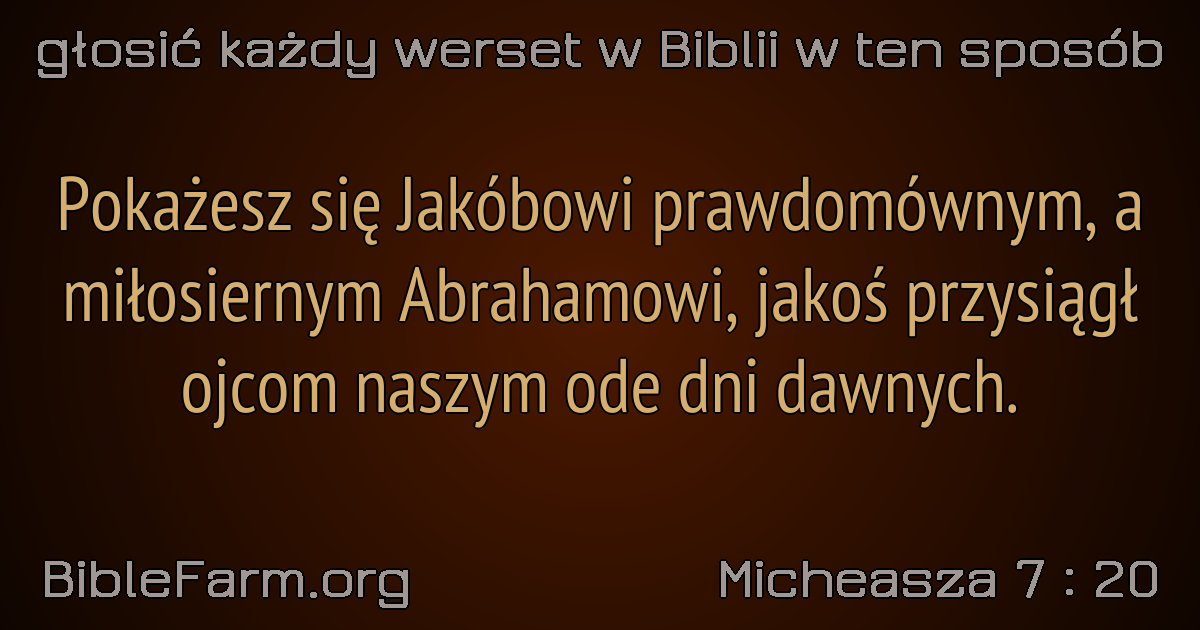 głosić każdy werset w Biblii w ten sposób
Pokażesz się Jakóbowi prawdomównym, a
miłosiernym Abrahamowi, jakoś przysiągł
ojcom naszym ode dni dawnych.
BibleFarm.org
Micheasza 7 : 20